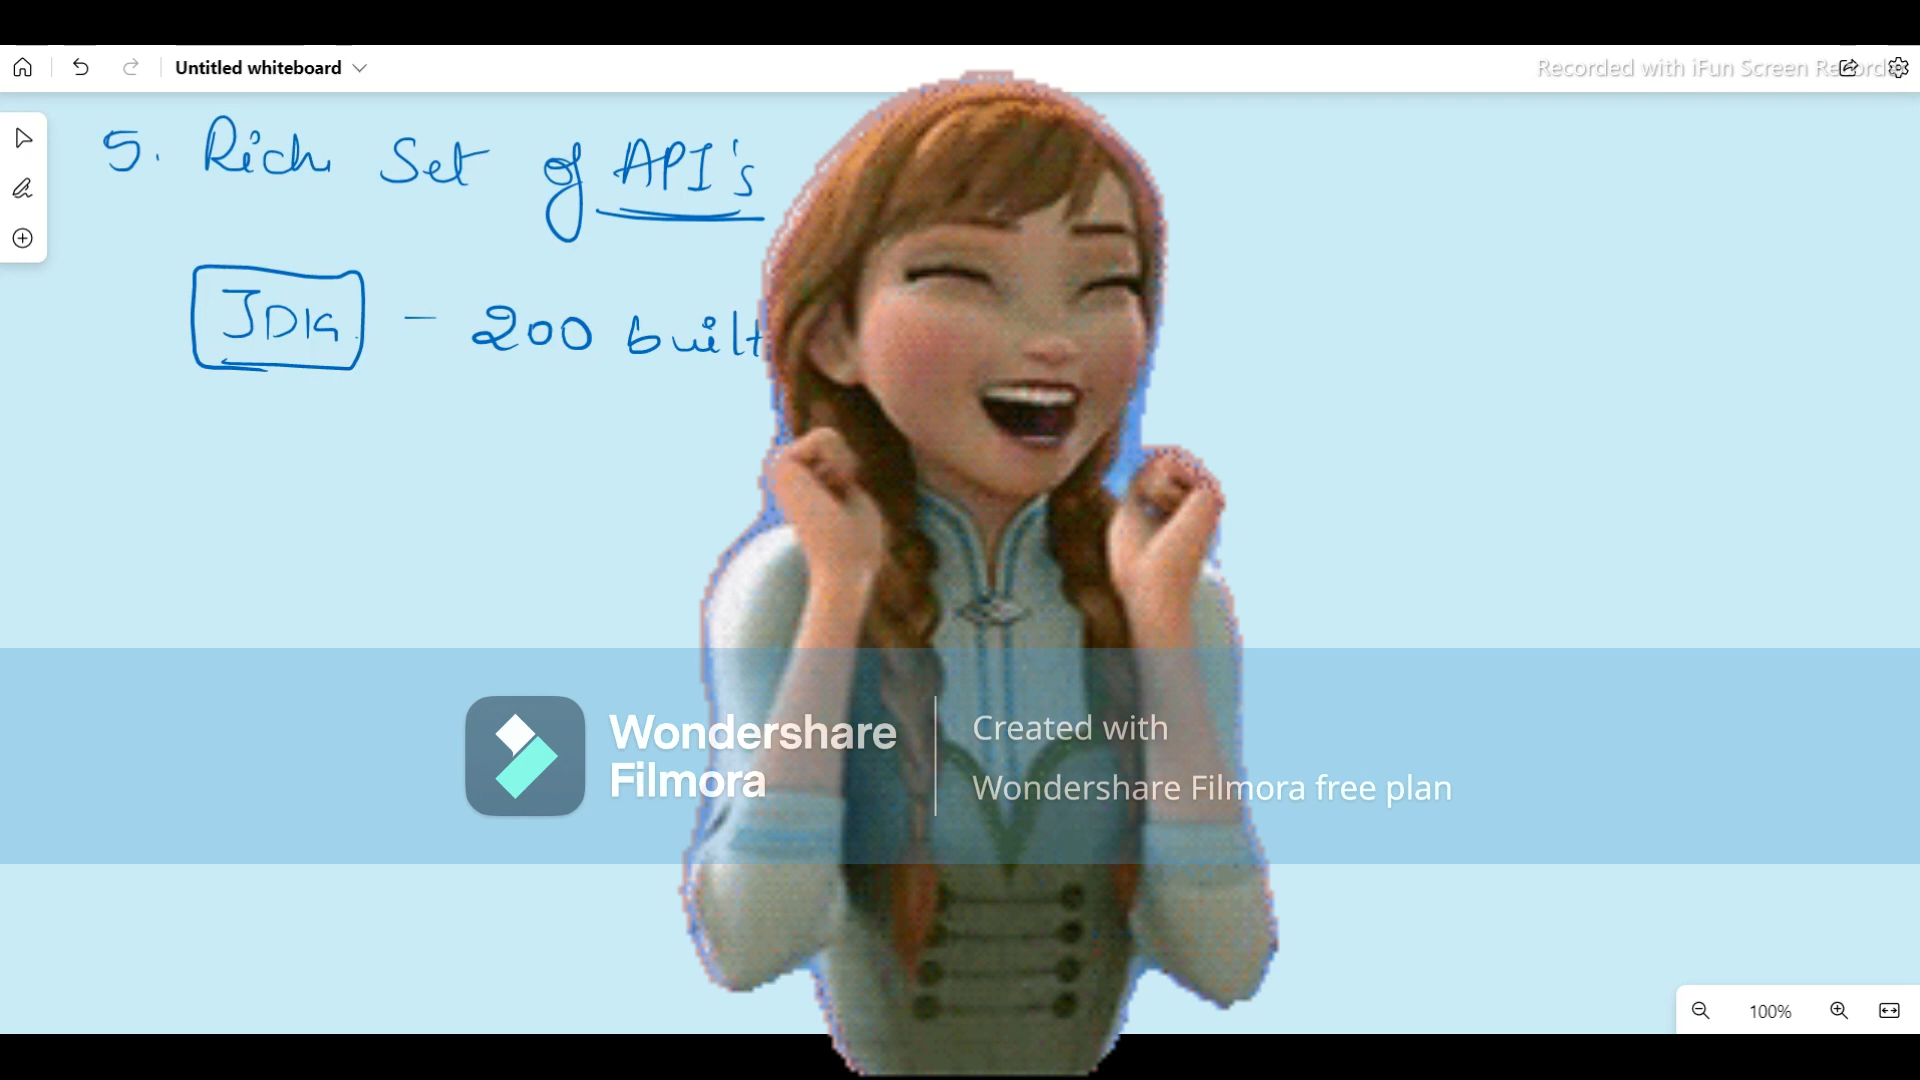 Untitled whiteboard
Recorded with iFun Screen Record
5. Rich Set of API's
JDK - 200 built
Wondershare
Filmora
Created with
Wondershare Filmora free plan
100%